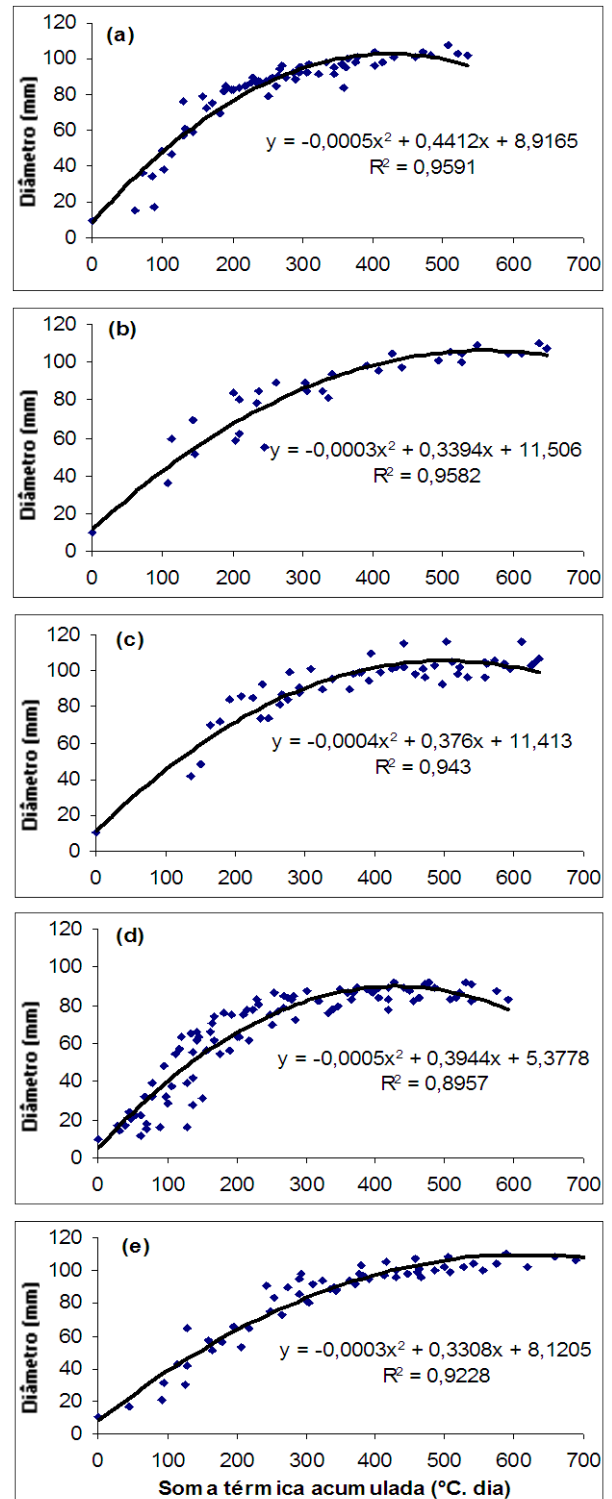 (a)
Diâmetro (mm)
120
100
80
60
40
20
0
y = -0,0005x² + 0,4412x + 8,9165
R² = 0,9591
0 100 200 300 400 500 600 700
(b)
Diâmetro (mm)
120
100
80
60
40
20
0
y = -0,0003x² + 0,3394x + 11,506
R² = 0,9582
0 100 200 300 400 500 600 700
(c)
Diâmetro (mm)
120
100
80
60
40
20
0
y = -0,0004x² + 0,376x + 11,413
R² = 0,943
0 100 200 300 400 500 600 700
(d)
Diâmetro (mm)
120
100
80
60
40
20
0
y = -0,0005x² + 0,3944x + 5,3778
R² = 0,8957
0 100 200 300 400 500 600 700
(e)
Diâmetro (mm)
120
100
80
60
40
20
0
y = -0,0003x² + 0,3308x + 8,1205
R² = 0,9228
0 100 200 300 400 500 600 700
Soma térmica acumulada (ºC. dia)